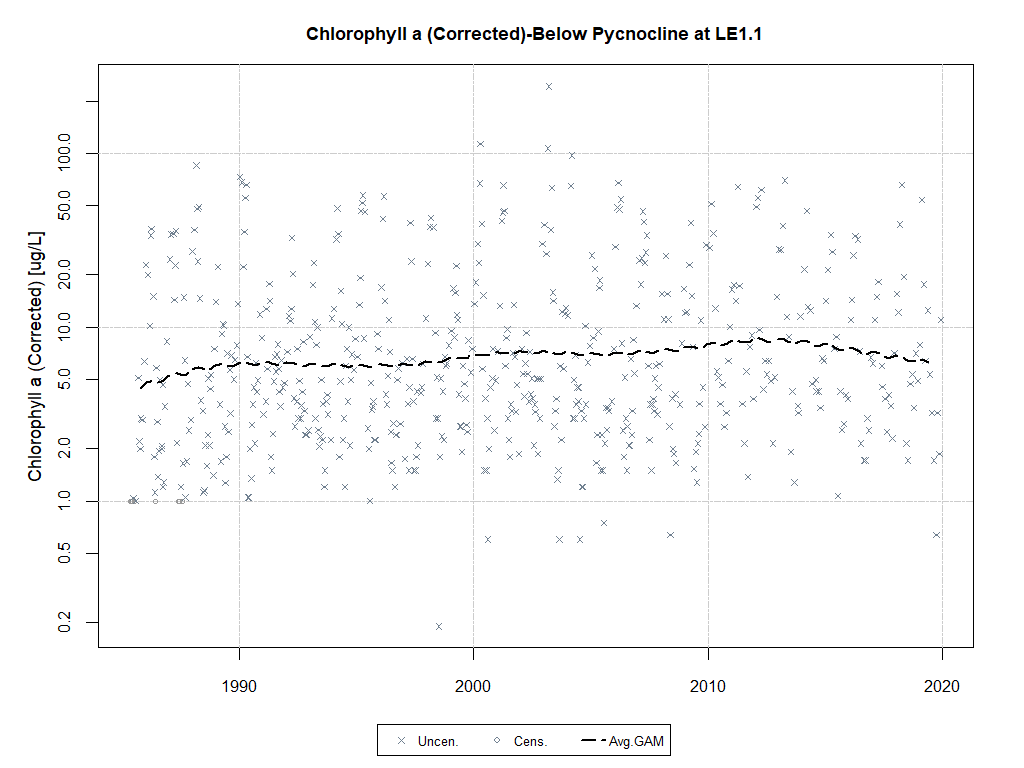 Chlorophyll a (Corrected)-Below Pycnocline at LE1.1
Chlorophyll a (Corrected) [ug/L]
100.0
50.0
20.0
10.0
5.0
2.0
1.0
0.5
0.2
1990 2000 2010 2020
Uncen. Cens. Avg.GAM